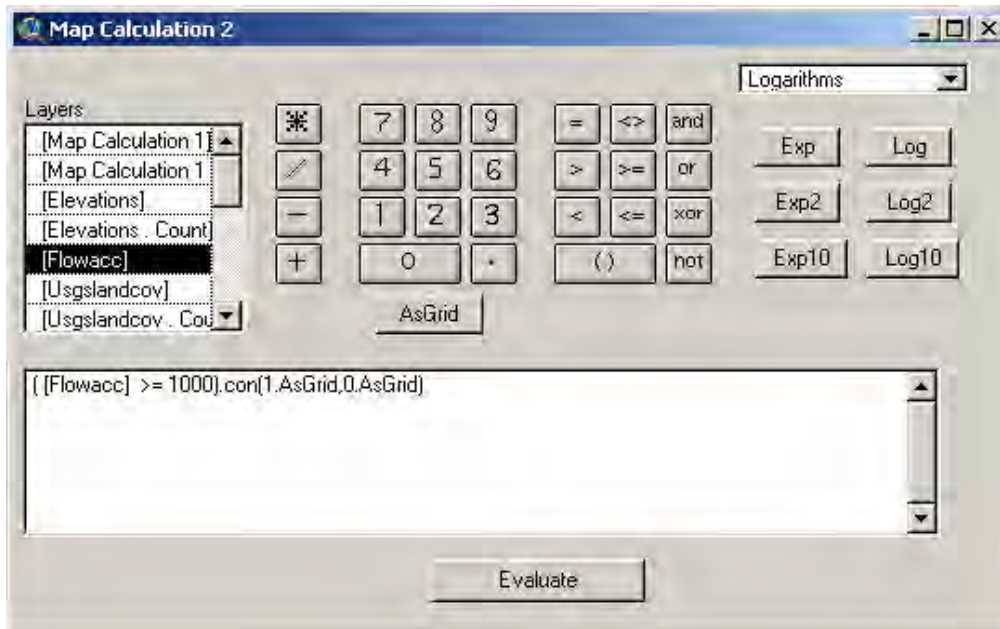 Map Calculation 2
Logarithms
Layers
[Map Calculation 1]
[Map Calculation 1
[Elevations]
[Elevations . Count]
[Flowacc]
[Usgslandcov]
[Usgslandcov . Cou
* 7 8 9 = <> and
/ 4 5 6 > >= or
- 1 2 3 < <= xor
+ 0 . ( ) not
AsGrid
Exp Log
Exp2 Log2
Exp10 Log10
( [Flowacc] >= 1000).con(1.AsGrid,0.AsGrid)
Evaluate